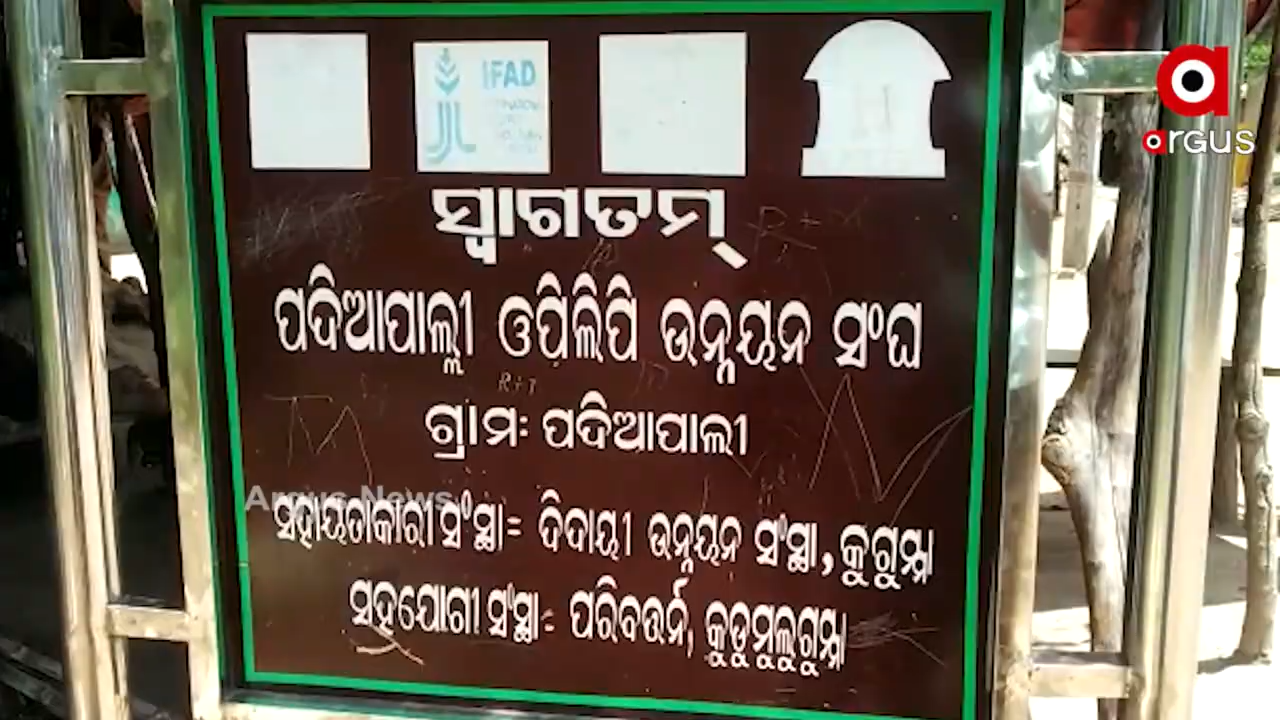 IFAD
argus
ସ୍ୱାଗତମ୍
ପଦିଆପାଲ୍ଲୀ ଓପିଲିପି ଉନ୍ନୟନ ସଂଘ
R+T
ଗ୍ରାମଃ ପଦିଆପାଲୀ
Argus News
ସହାୟତାକାରୀ ସଂସ୍ଥା= ଦିଦାୟୀ ଉନ୍ନୟନ ସଂସ୍ଥା, କୁଗୁମ୍ଫା
ସହଯୋଗୀ ସଂସ୍ଥା= ପରିବର୍ତ୍ତନ, କୁଡୁମୁଲୁଗୁମ୍ଫା